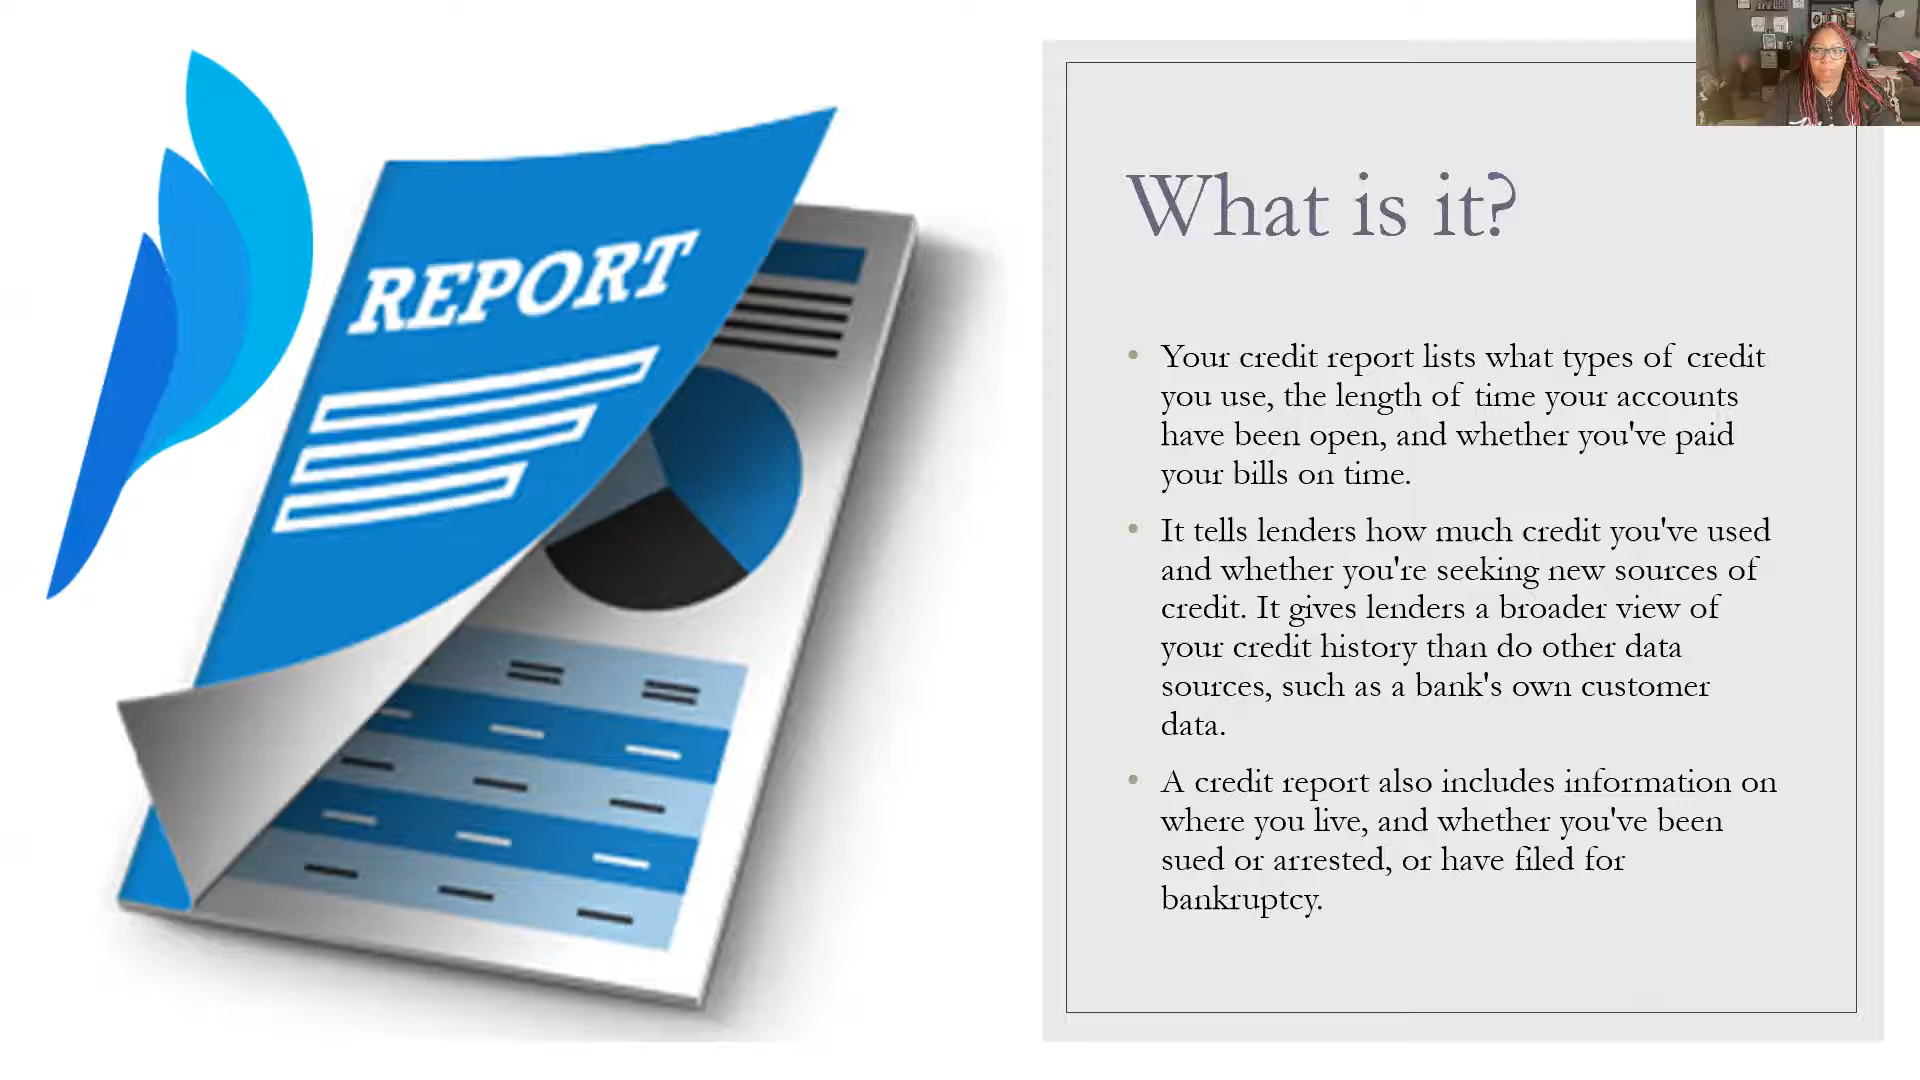 REPORT
What is it?
• Your credit report lists what types of credit
you use, the length of time your accounts
have been open, and whether you've paid
your bills on time.
• It tells lenders how much credit you've used
and whether you're seeking new sources of
credit. It gives lenders a broader view of
your credit history than do other data
sources, such as a bank's own customer
data.
• A credit report also includes information on
where you live, and whether you've been
sued or arrested, or have filed for
bankruptcy.